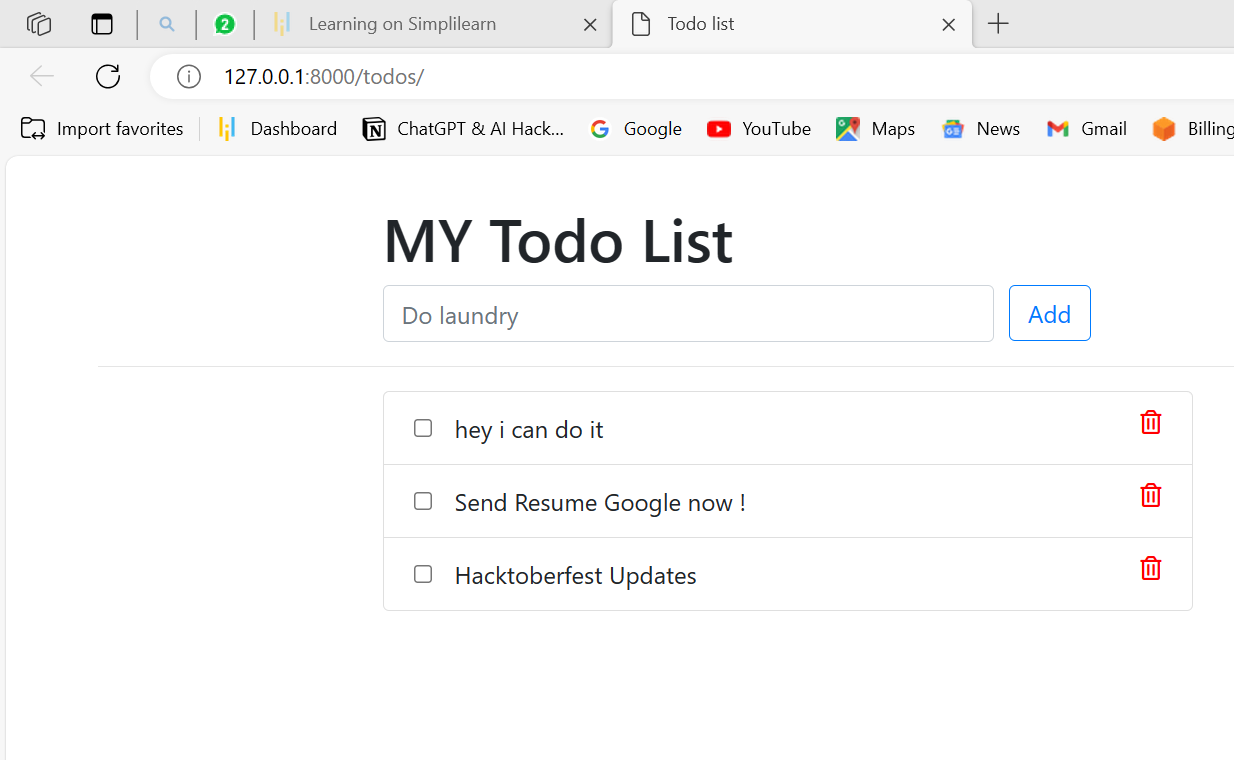 2 Learning on Simplilearn Todo list
127.0.0.1:8000/todos/
Import favorites Dashboard ChatGPT & AI Hack... Google YouTube Maps News Gmail Billing
MY Todo List
Do laundry Add
hey i can do it
Send Resume Google now !
Hacktoberfest Updates